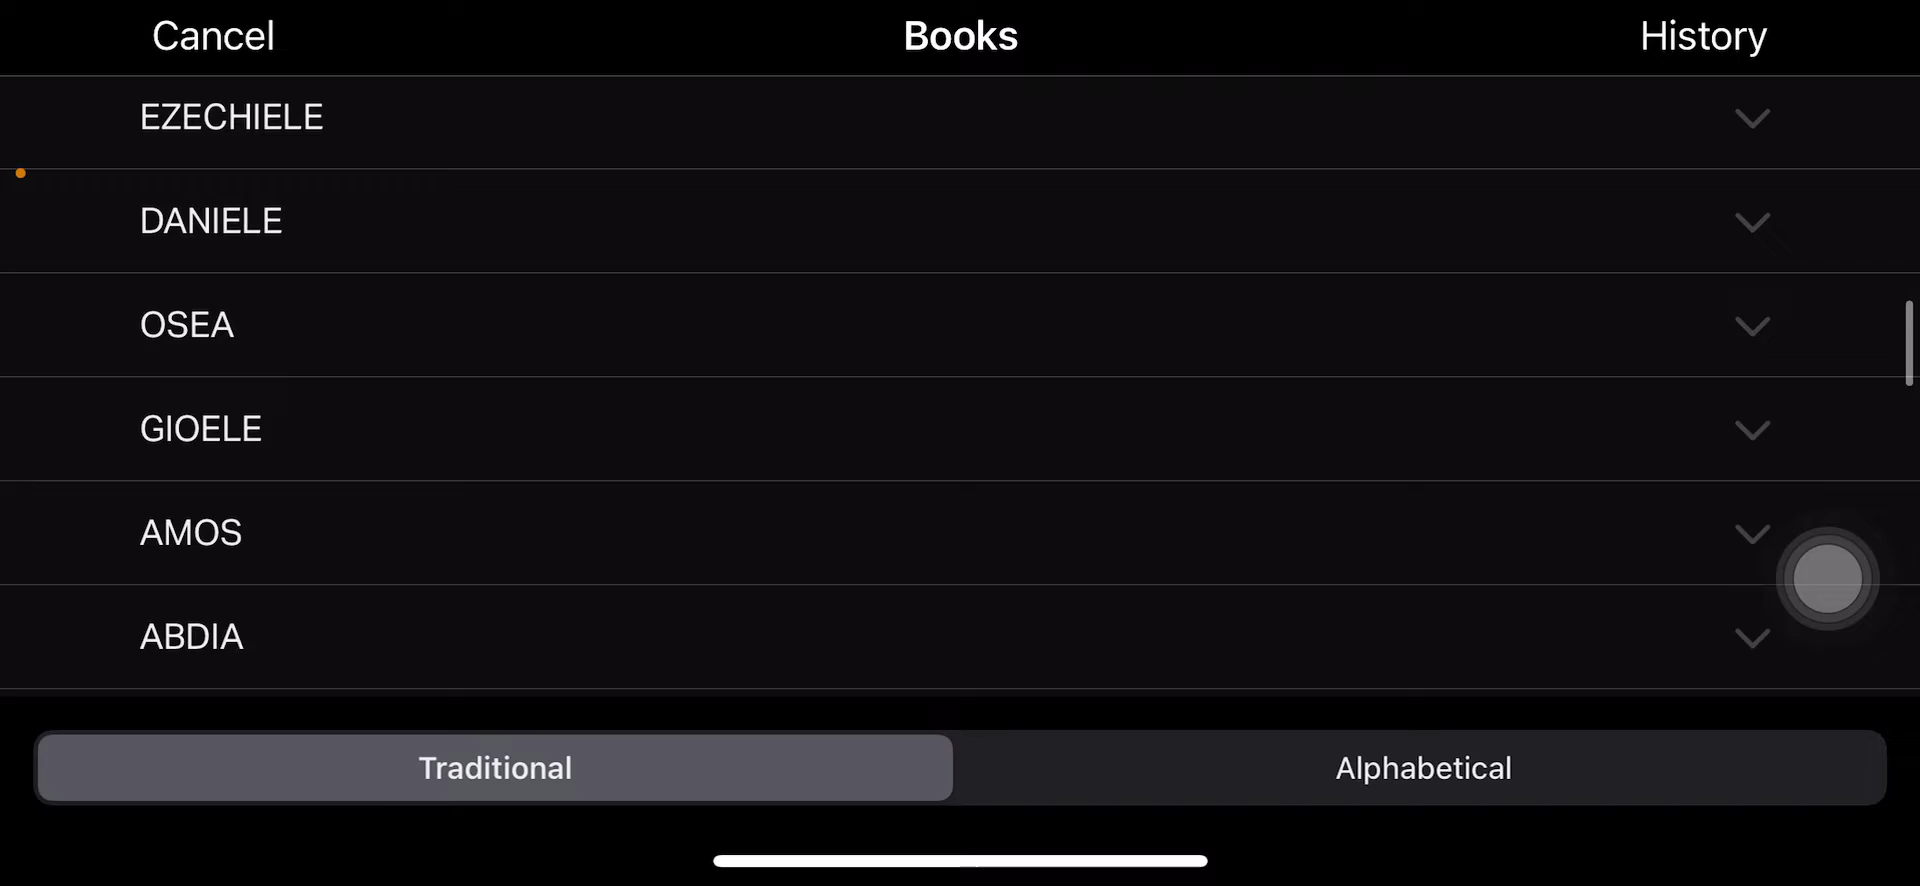 Cancel Books History
EZECHIELE
DANIELE
OSEA
GIOELE
AMOS
ABDIA
Traditional Alphabetical